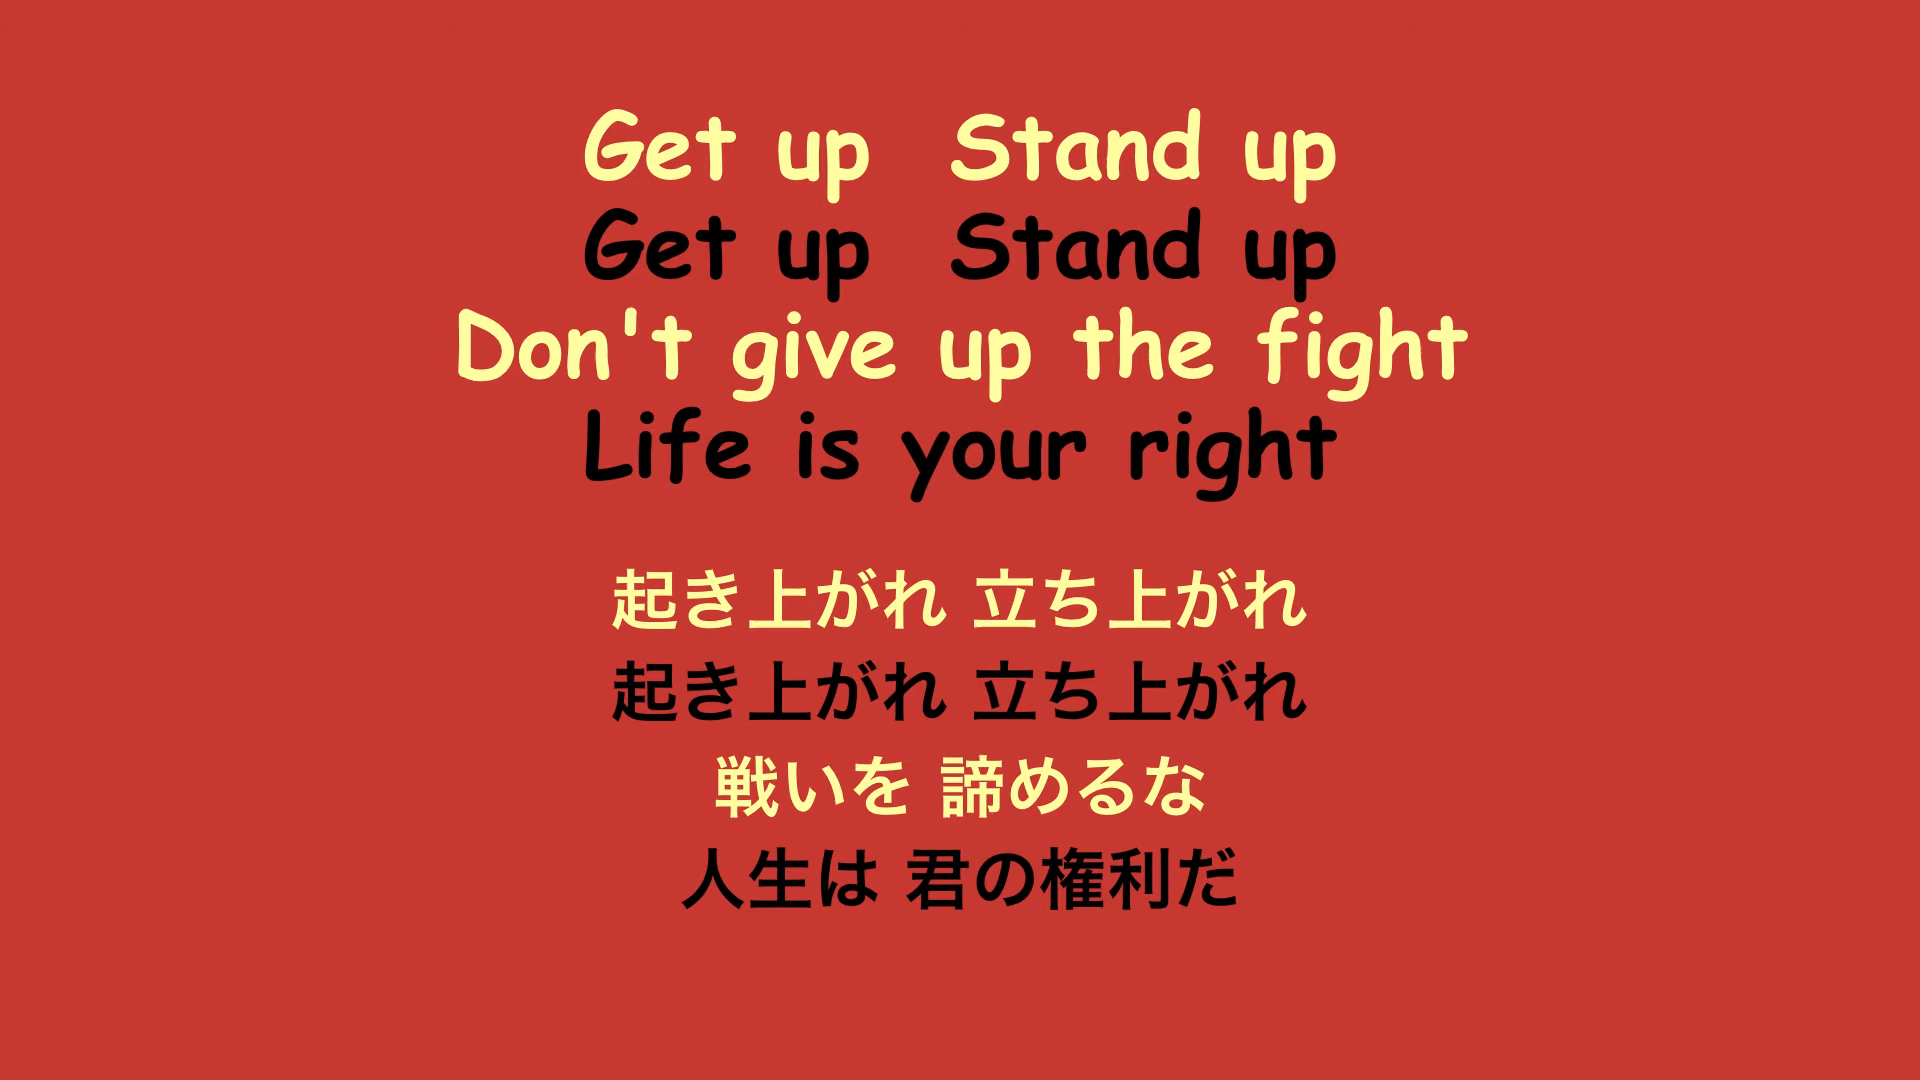 Get up  Stand up
Get up  Stand up
Don't give up the fight
Life is your right
起き上がれ 立ち上がれ
起き上がれ 立ち上がれ
戦いを 諦めるな
人生は 君の権利だ